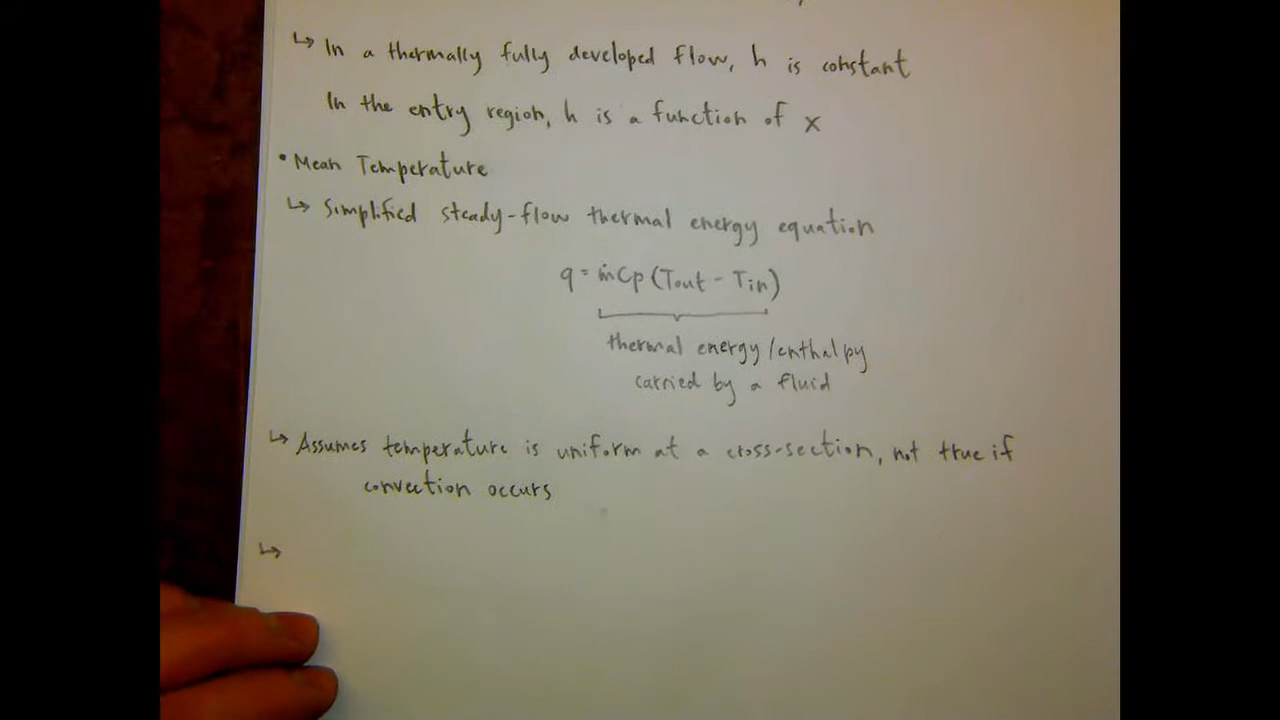 ↳ In a thermally fully developed flow, h is constant
In the entry region, h is a function of x
• Mean Temperature
↳ Simplified steady-flow thermal energy equation
q = ṁCp(Tout - Tin)
thermal energy/enthalpy
carried by a fluid
↳ Assumes temperature is uniform at a cross-section, not true if
convection occurs
↳